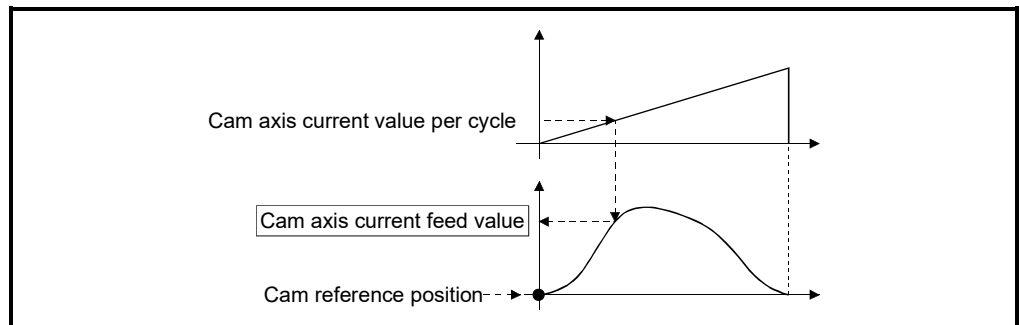 Cam axis current value per cycle
Cam axis current feed value
Cam reference position